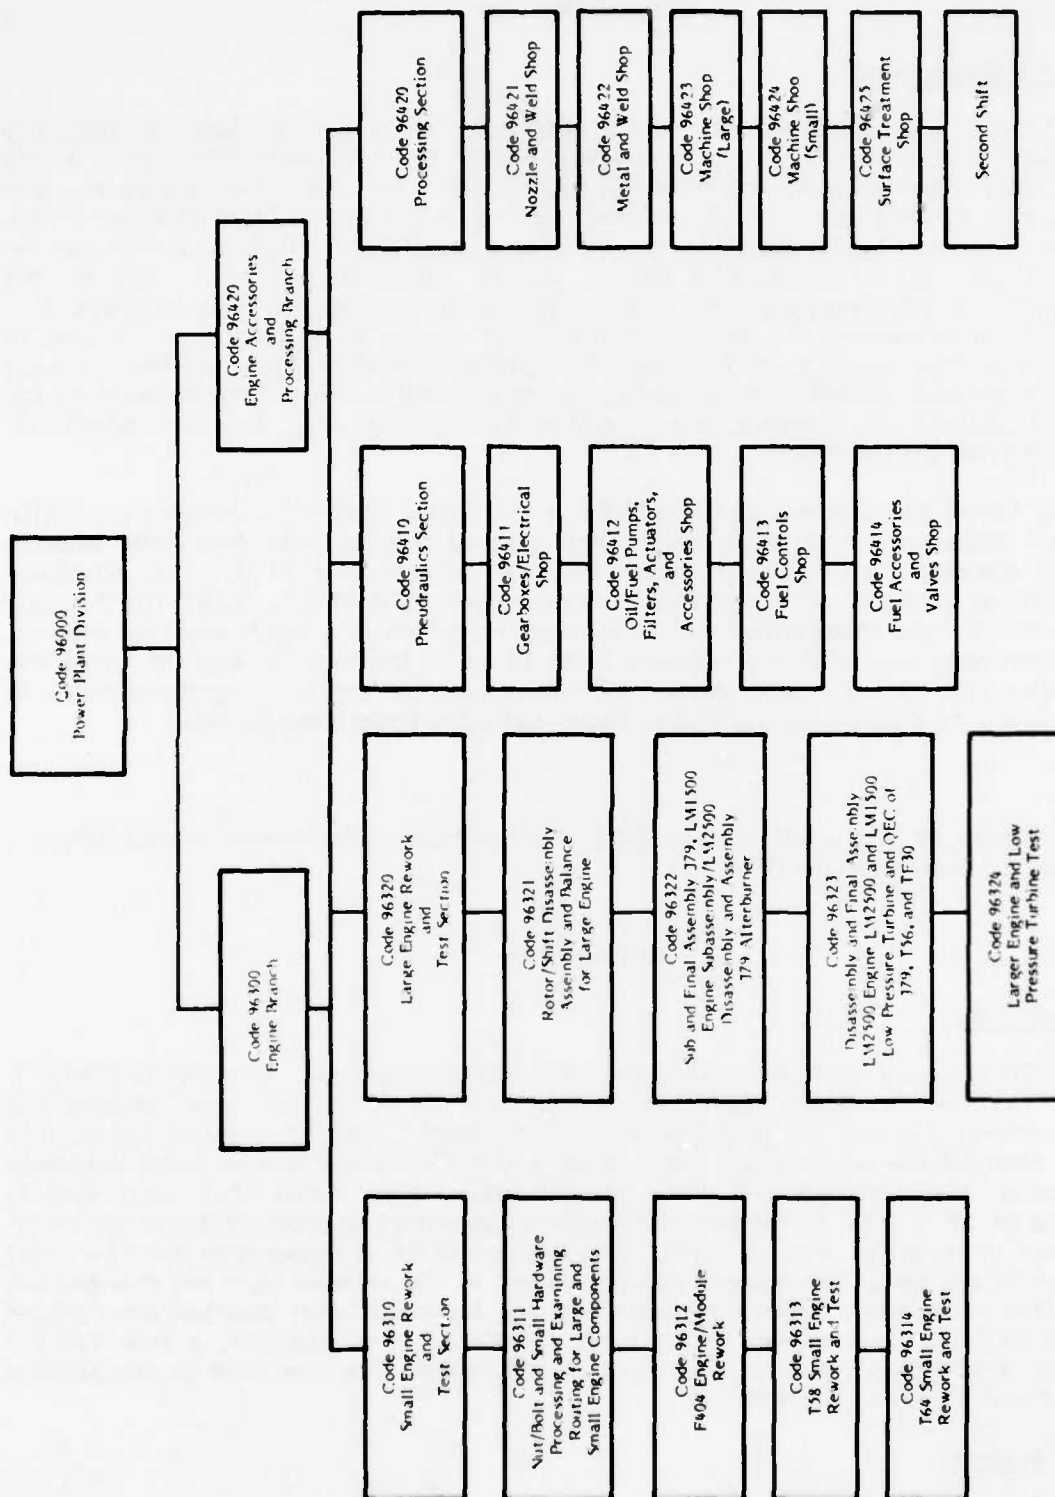 Code 96000
Power Plant Division
Code 96300
Engine Branch
Code 96420
Engine Accessories
and
Processing Branch
Code 96310
Small Engine Rework
and
Test Section
Code 96311
Nut/Bolt and Small Hardware
Processing and Examining
Routing for Large and
Small Engine Components
Code 96312
F404 Engine/Module
Rework
Code 96313
T58 Small Engine
Rework and Test
Code 96314
T64 Small Engine
Rework and Test
Code 96320
Large Engine Rework
and
Test Section
Code 96321
Rotor/Shift Disassembly
Assembly and Balance
for Large Engine
Code 96322
Sub and Final Assembly J79, LM1500
Engine Subassembly/LM2500
Disassembly and Assembly
J79 Afterburner
Code 96323
Disassembly and Final Assembly
LM2500 Engine LM2500 and LM1500
Low Pressure Turbine and QEC of
J79, T56, and TF30
Code 96324
Larger Engine and Low
Pressure Turbine Test
Code 96410
Pneudraulics Section
Code 96411
Gearboxes/Electrical
Shop
Code 96412
Oil/Fuel Pumps,
Filters, Actuators,
and
Accessories Shop
Code 96413
Fuel Controls
Shop
Code 96414
Fuel Accessories
and
Valves Shop
Code 96420
Processing Section
Code 96421
Nozzle and Weld Shop
Code 96422
Metal and Weld Shop
Code 96423
Machine Shop
(Large)
Code 96424
Machine Shoo
(Small)
Code 96425
Surface Treatment
Shop
Second Shift